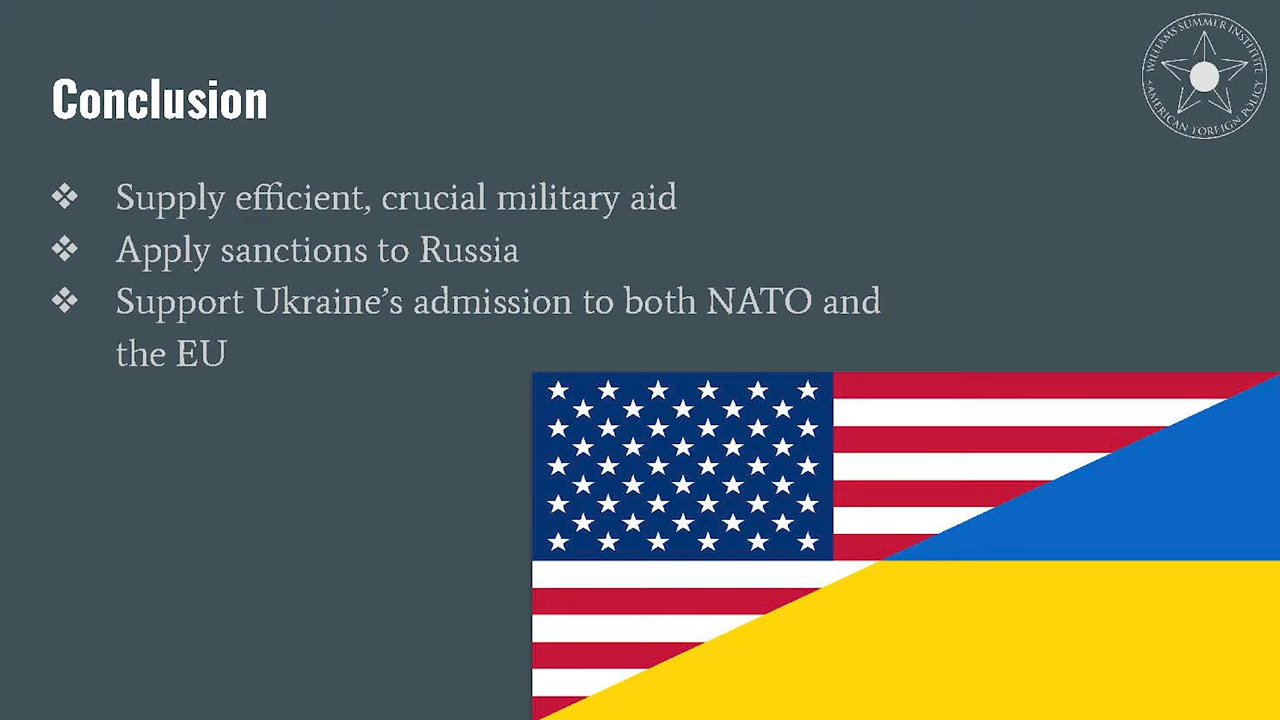 WILLIAMS SUMMER INSTITUTE
AMERICAN FOREIGN POLICY
Conclusion
❖ Supply efficient, crucial military aid
❖ Apply sanctions to Russia
❖ Support Ukraine’s admission to both NATO and
the EU